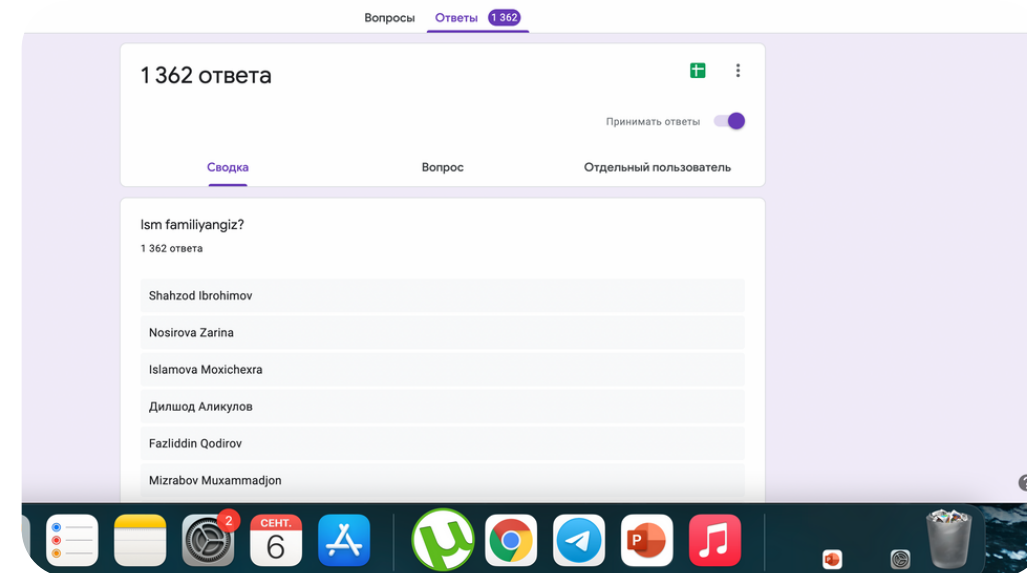 Вопросы Ответы 1 362
1 362 ответа
Принимать ответы
Сводка Вопрос Отдельный пользователь
Ism familiyangiz?
1 362 ответа
Shahzod Ibrohimov
Nosirova Zarina
Islamova Moxichexra
Дилшод Аликулов
Fazliddin Qodirov
Mizrabov Muxammadjon
2
СЕНТ.
6
P